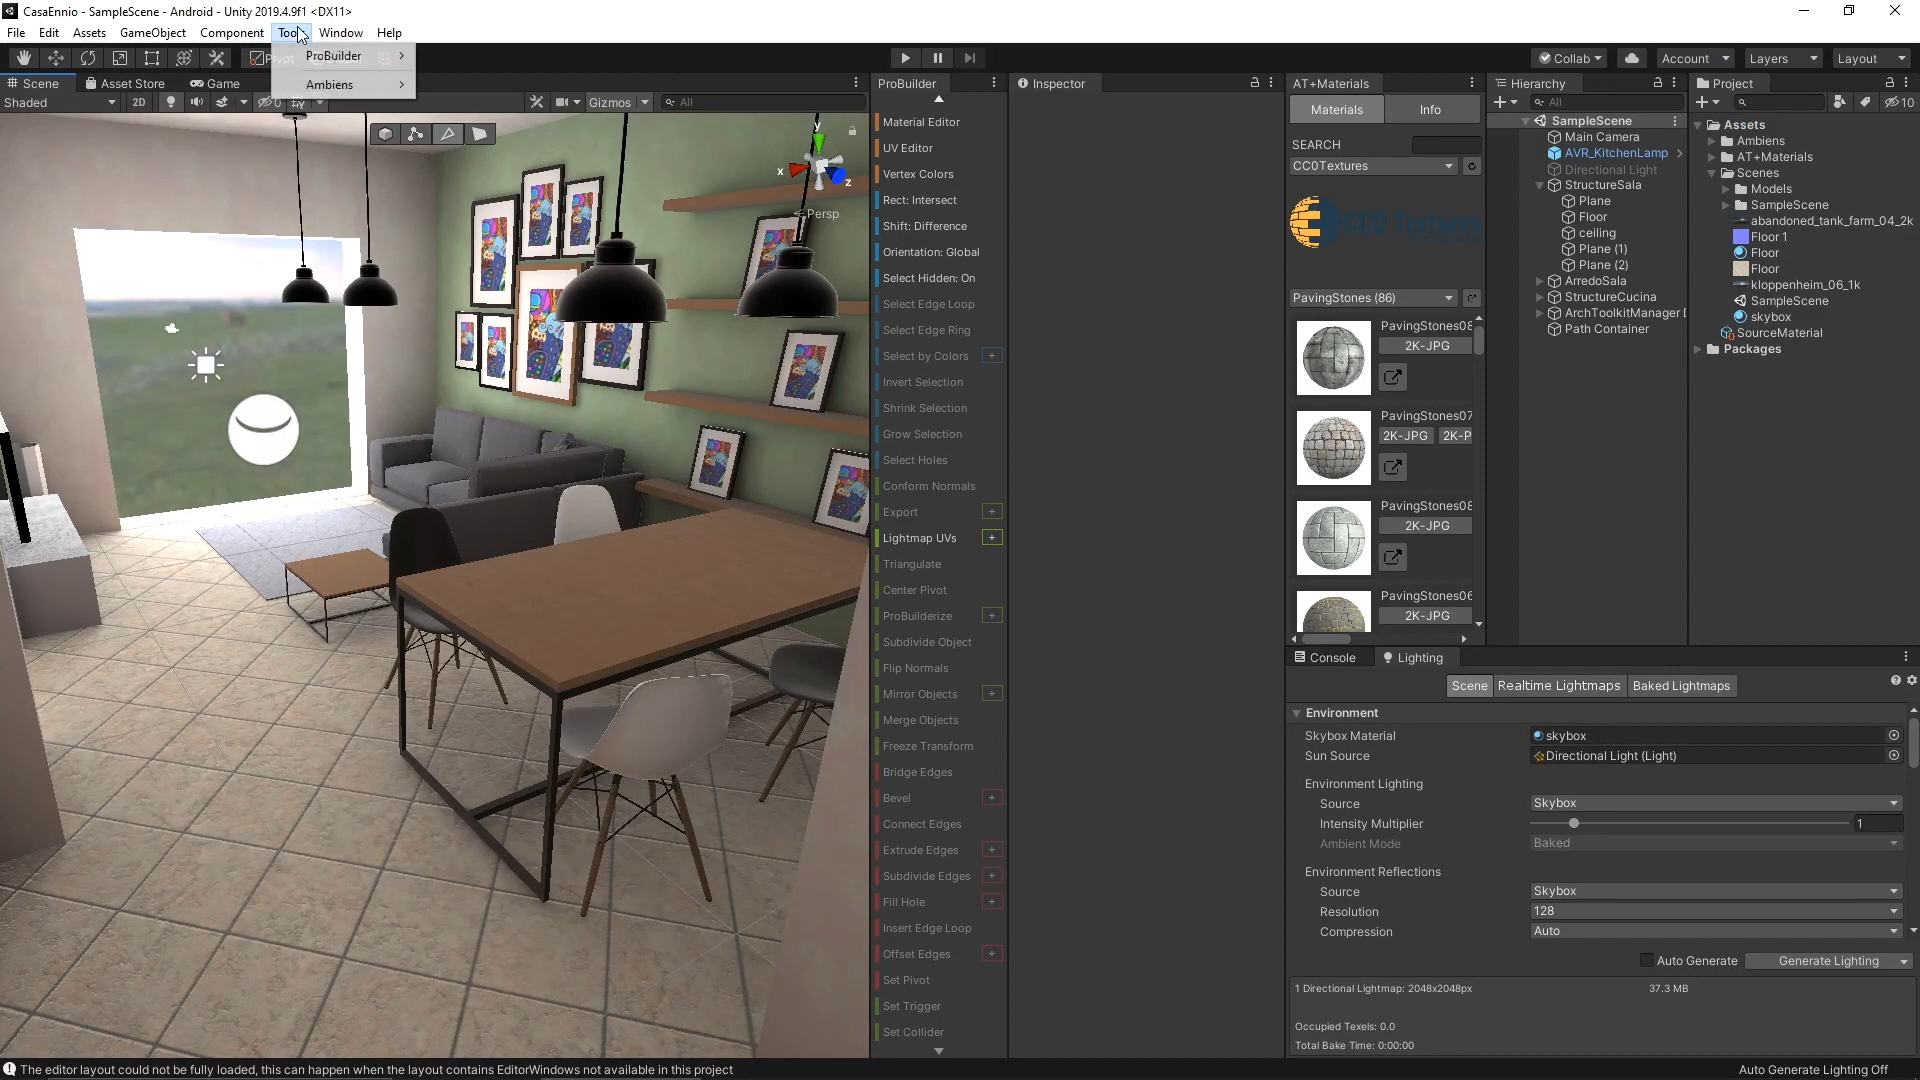 CasaEnnio - SampleScene - Android - Unity 2019.4.9f1 <DX11>
File Edit Assets GameObject Component Window Help
ProBuilder
Ambiens
Collab
Account
Layers
Layout
Scene
Asset Store
Game
Shaded
2D
Gizmos
All
x
y
z
Persp
ProBuilder
Material Editor
UV Editor
Vertex Colors
Rect: Intersect
Shift: Difference
Orientation: Global
Select Hidden: On
Select Edge Loop
Select Edge Ring
Select by Colors
Invert Selection
Shrink Selection
Grow Selection
Select Holes
Conform Normals
Export
Lightmap UVs
Triangulate
Center Pivot
ProBuilderize
Subdivide Object
Flip Normals
Mirror Objects
Merge Objects
Freeze Transform
Bridge Edges
Bevel
Connect Edges
Extrude Edges
Subdivide Edges
Fill Hole
Insert Edge Loop
Offset Edges
Set Pivot
Set Trigger
Set Collider
Inspector
AT+Materials
Materials
Info
SEARCH
CC0Textures
CC0 Textures
PavingStones (86)
PavingStones08
2K-JPG
PavingStones07
2K-JPG 2K-P
PavingStones08
2K-JPG
PavingStones06
2K-JPG
Hierarchy
All
SampleScene
Main Camera
AVR_KitchenLamp
Directional Light
StructureSala
Plane
Floor
ceiling
Plane (1)
Plane (2)
ArredoSala
StructureCucina
ArchToolkitManager
Path Container
Project
10
Assets
Ambiens
AT+Materials
Scenes
Models
SampleScene
abandoned_tank_farm_04_2k
Floor 1
Floor
Floor
kloppenheim_06_1k
SampleScene
skybox
SourceMaterial
Packages
Console
Lighting
Scene
Realtime Lightmaps
Baked Lightmaps
Environment
Skybox Material
skybox
Sun Source
Directional Light (Light)
Environment Lighting
Source
Skybox
Intensity Multiplier
1
Ambient Mode
Baked
Environment Reflections
Source
Skybox
Resolution
128
Compression
Auto
Auto Generate
Generate Lighting
1 Directional Lightmap: 2048x2048px
37.3 MB
Occupied Texels: 0.0
Total Bake Time: 0:00:00
The editor layout could not be fully loaded, this can happen when the layout contains EditorWindows not available in this project
Auto Generate Lighting Off